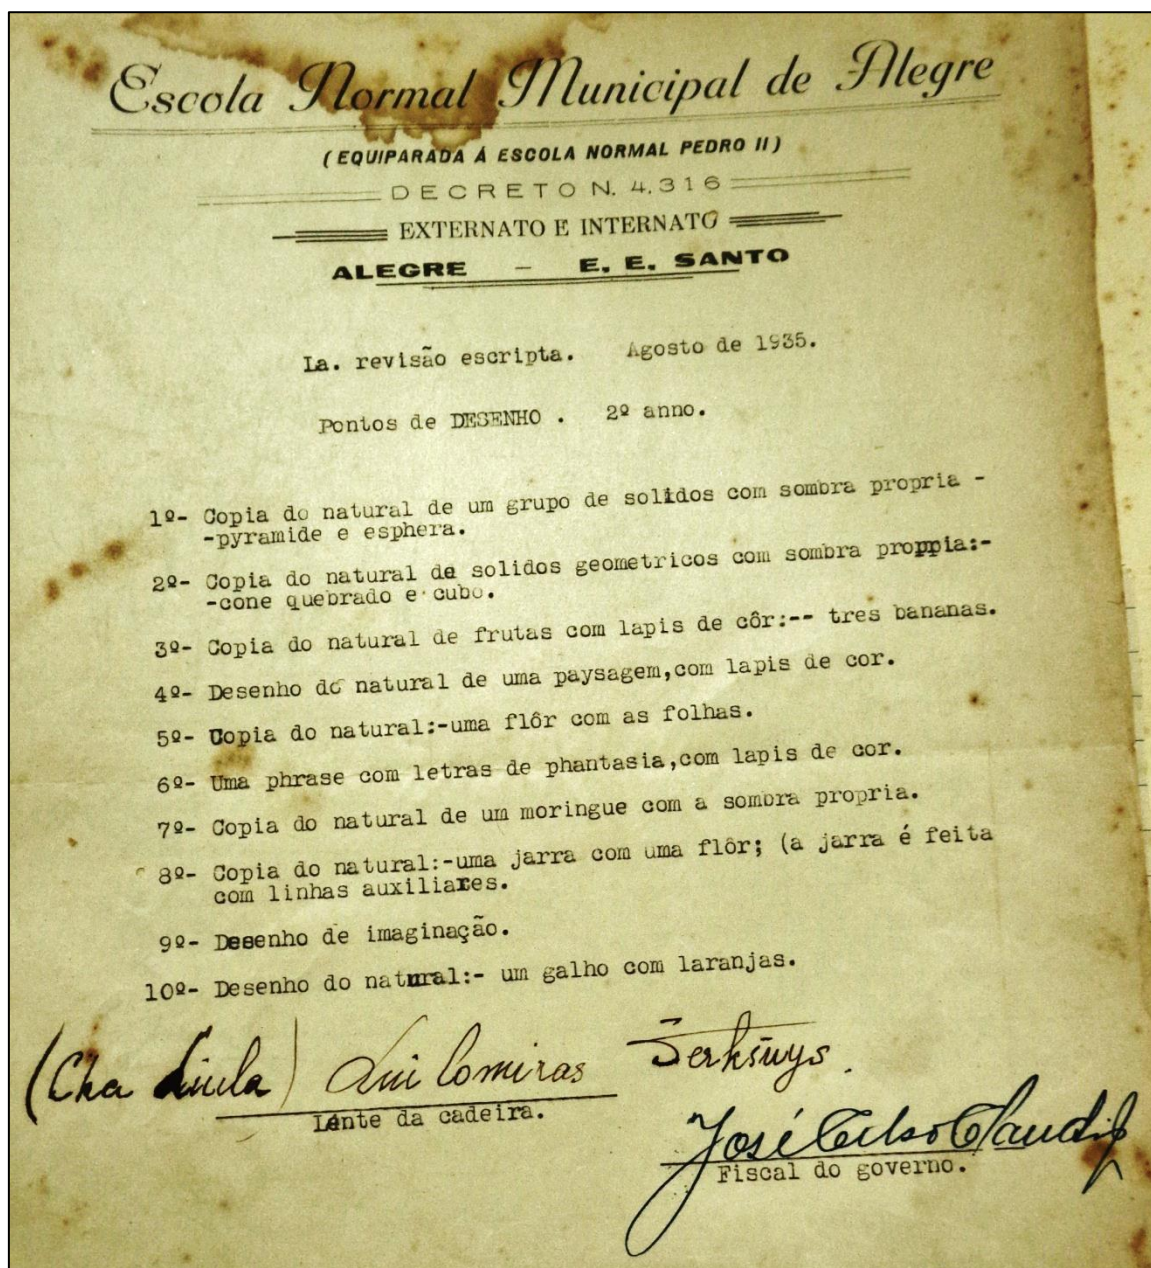 Escola Normal Municipal de Alegre
(EQUIPARADA Á ESCOLA NORMAL PEDRO II)
DECRETO N. 4.316
EXTERNATO E INTERNATO
ALEGRE – E. E. SANTO
La. revisão escripta. Agosto de 1935.
Pontos de DESENHO . 2º anno.
1º- Copia do natural de um grupo de solidos com sombra propria -
-pyramide e esphera.
2º- Copia do natural de solidos geometricos com sombra proppia:-
-cone quebrado e cubo.
3º- Copia do natural de frutas com lapis de côr:-- tres bananas.
4º- Desenho do natural de uma paysagem,com lapis de cor.
5º- Copia do natural:-uma flôr com as folhas.
6º- Uma phrase com letras de phantasia,com lapis de cor.
7º- Copia do natural de um moringue com a sombra propria.
8º- Copia do natural:-uma jarra com uma flôr; (a jarra é feita
com linhas auxiliares.
9º- Desenho de imaginação.
10º- Desenho do natural:- um galho com laranjas.
Lente da cadeira.
José Celso Claudio
Fiscal do governo.